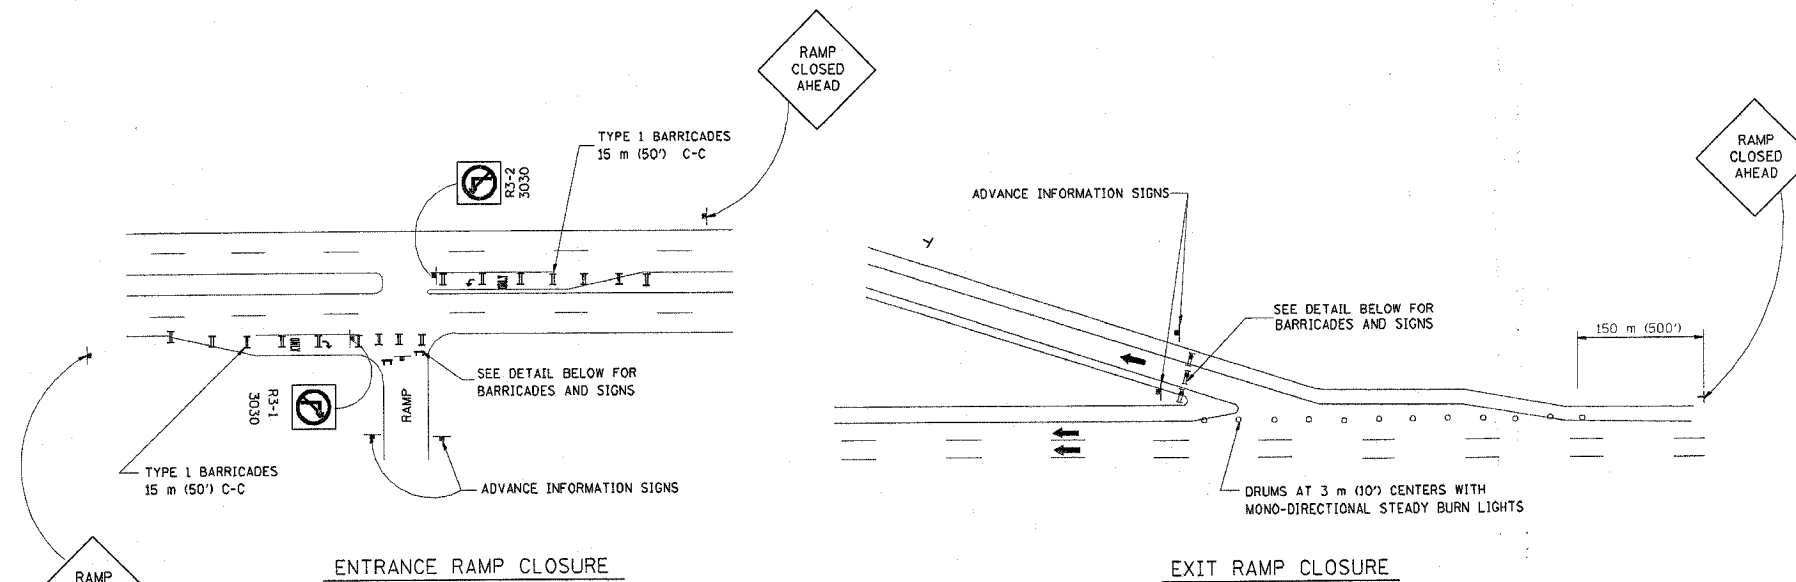 RAMP
CLOSED
AHEAD
TYPE 1 BARRICADES
15 m (50') C-C
R3-2
3030
ONLY
ONLY
R3-1
3030
RAMP
SEE DETAIL BELOW FOR
BARRICADES AND SIGNS
TYPE 1 BARRICADES
15 m (50') C-C
ADVANCE INFORMATION SIGNS
RAMP
ENTRANCE RAMP CLOSURE
RAMP
CLOSED
AHEAD
ADVANCE INFORMATION SIGNS
SEE DETAIL BELOW FOR
BARRICADES AND SIGNS
150 m (500')
DRUMS AT 3 m (10') CENTERS WITH
MONO-DIRECTIONAL STEADY BURN LIGHTS
EXIT RAMP CLOSURE